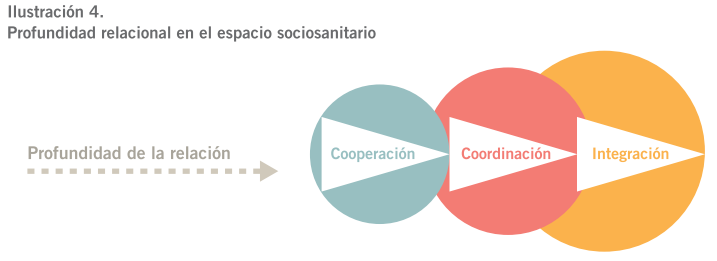 Ilustración 4.
Profundidad relacional en el espacio sociosanitario
Profundidad de la relación
Cooperación
Coordinación
Integración